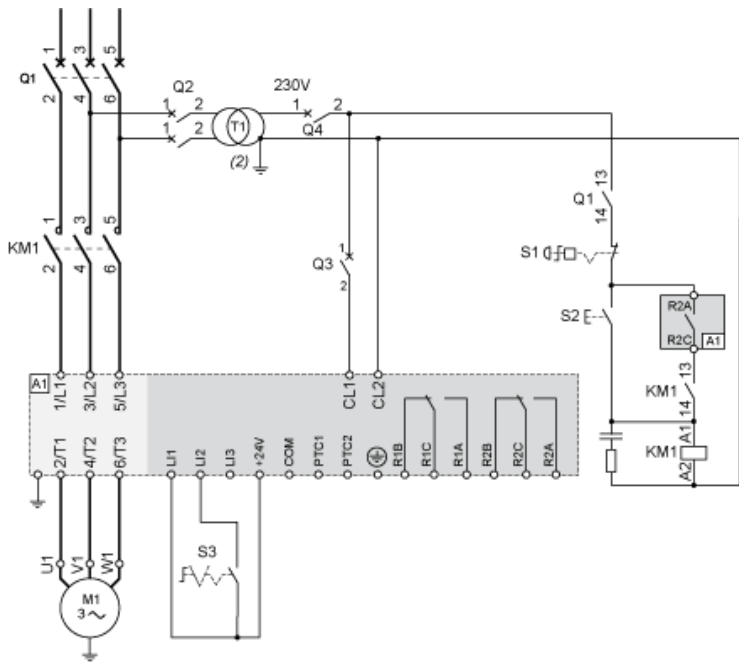 1 3 5
Q1
2 4 6
Q2
1 2
1 2
T1
(2)
230V
1 2
Q4
Q1
13
14
S1
S2
R2A
R2C
A1
KM1
13
14
A1
KM1
A2
1 3 5
KM1
2 4 6
Q3
1
2
A1
1/L1 3/L2 5/L3 CL1 CL2
2/T1 4/T2 6/T3 LI1 LI2 LI3 +24V COM PTC1 PTC2 R1B R1C R1A R2B R2C R2A
S3
U1 V1 W1
M1
3